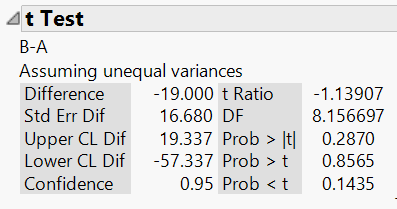 t Test
B-A
Assuming unequal variances
Difference -19.000 t Ratio -1.13907
Std Err Dif 16.680 DF 8.156697
Upper CL Dif 19.337 Prob > |t| 0.2870
Lower CL Dif -57.337 Prob > t 0.8565
Confidence 0.95 Prob < t 0.1435